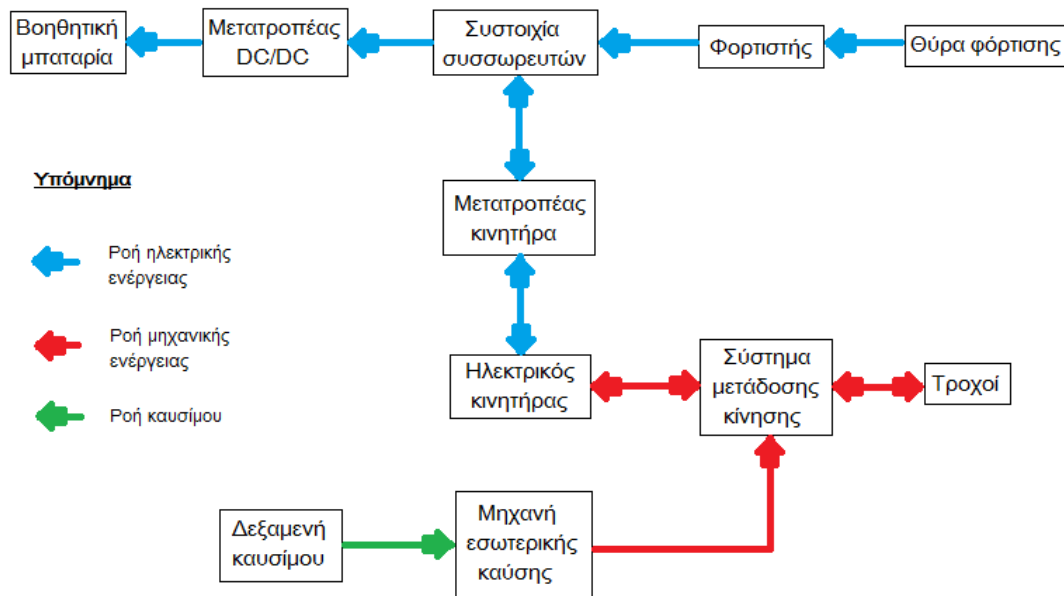 Βοηθητική
μπαταρία
Μετατροπέας
DC/DC
Συστοιχία
συσσωρευτών
Φορτιστής
Θύρα φόρτισης
Υπόμνημα
Μετατροπέας
κινητήρα
Ροή ηλεκτρικής
ενέργειας
Ροή μηχανικής
ενέργειας
Ηλεκτρικός
κινητήρας
Σύστημα
μετάδοσης
κίνησης
Τροχοί
Ροή καυσίμου
Δεξαμενή
καυσίμου
Μηχανή
εσωτερικής
καύσης